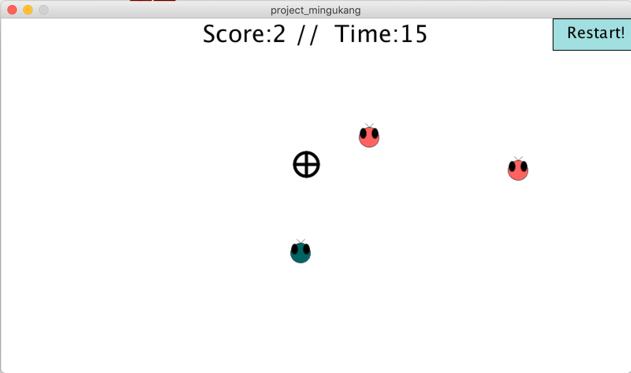 project_mingukang
Score:2 //  Time:15
Restart!